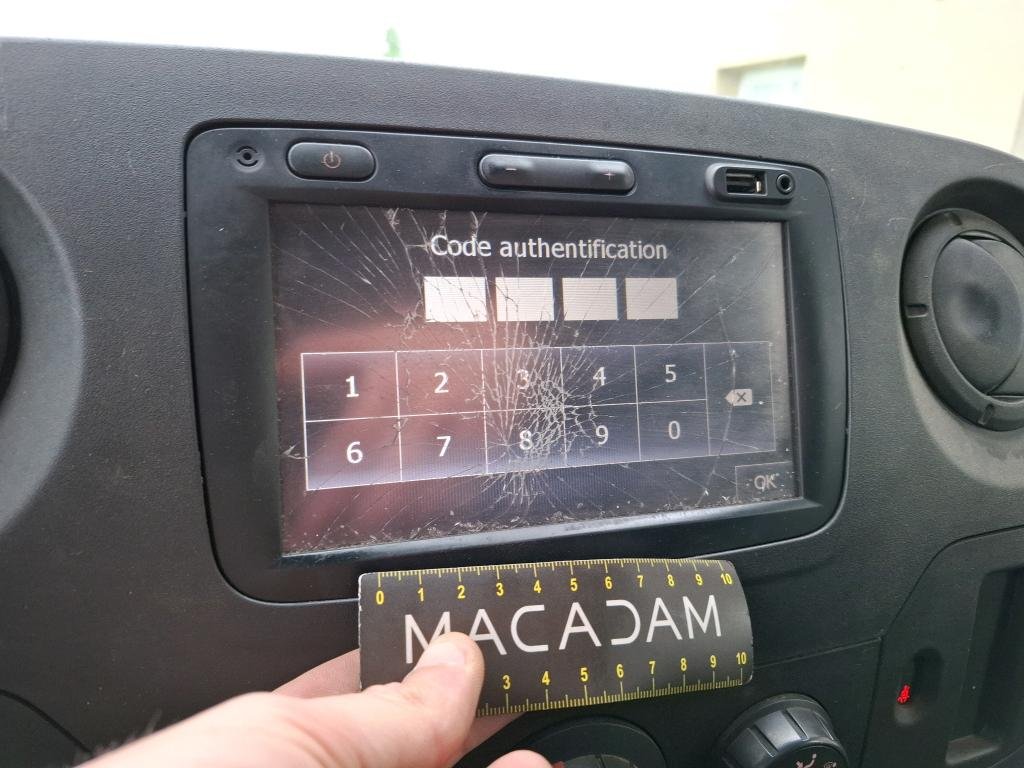 − +
Code authentification
1 2 3 4 5
6 7 8 9 0
OK
0 1 2 3 4 5 6 7 8 9 10
MACADAM
3 4 5 6 7 8 9 10